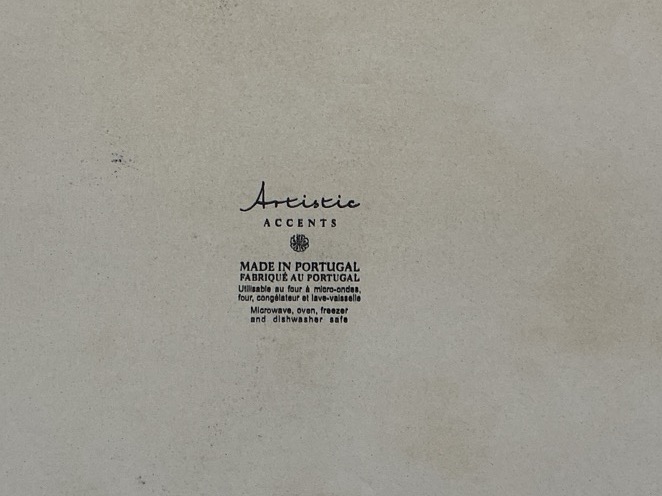 Artistic
ACCENTS
MADE IN PORTUGAL
FABRIQUÉ AU PORTUGAL
Utilisable au four à micro-ondes,
four, congélateur et lave-vaisselle
Microwave, oven, freezer
and dishwasher safe